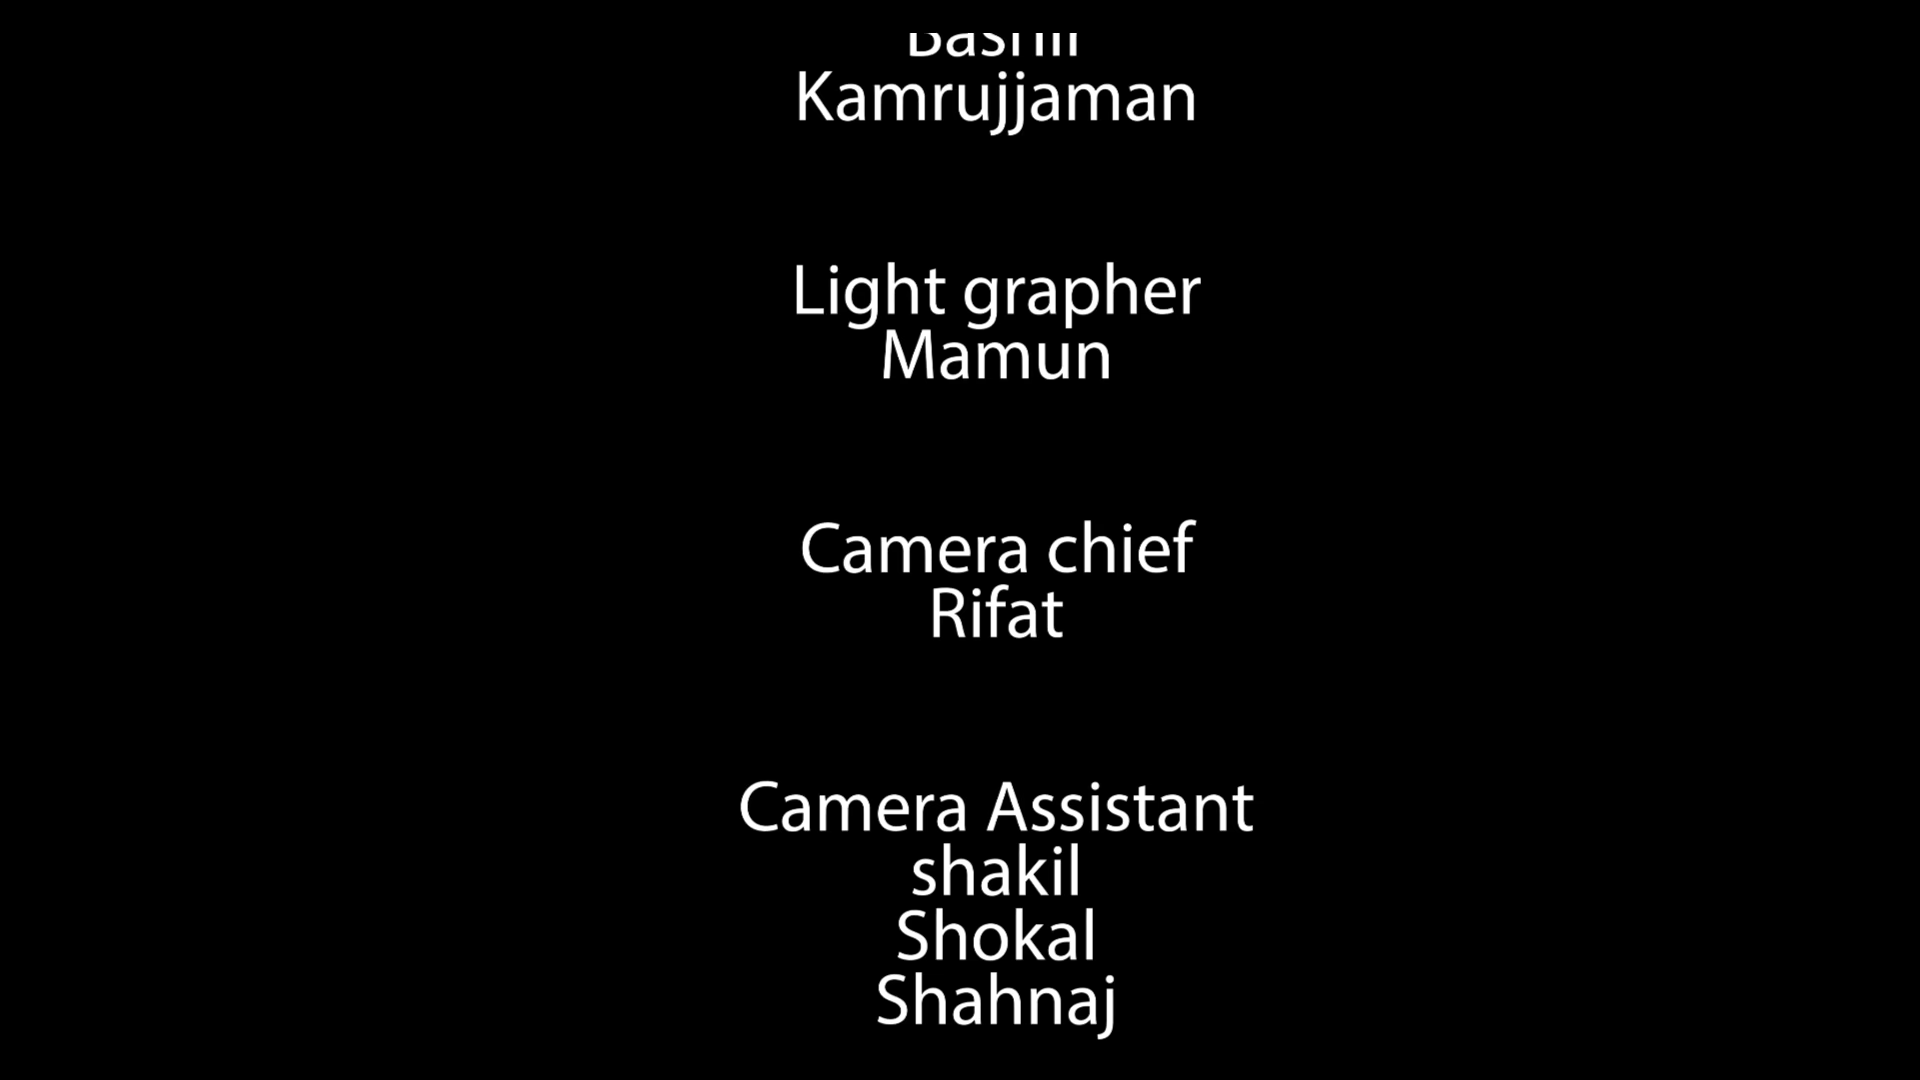 Kamrujjaman
Light grapher
Mamun
Camera chief
Rifat
Camera Assistant
shakil
Shokal
Shahnaj